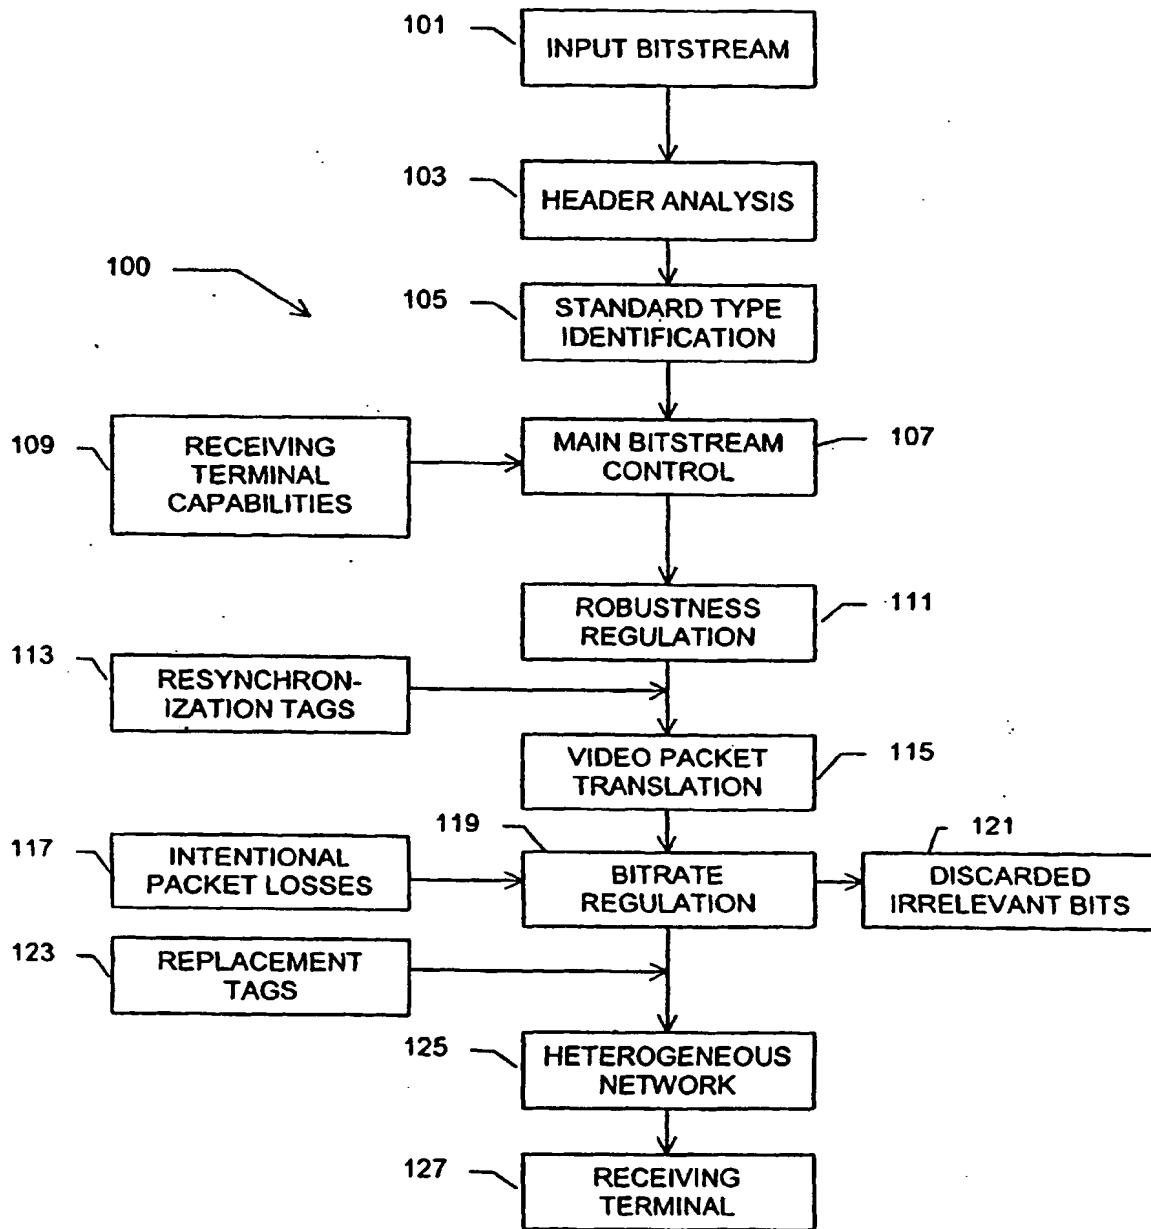 101
INPUT BITSTREAM
103
HEADER ANALYSIS
100
105
STANDARD TYPE
IDENTIFICATION
109
RECEIVING
TERMINAL
CAPABILITIES
MAIN BITSTREAM
CONTROL
107
ROBUSTNESS
REGULATION
111
113
RESYNCHRON-
IZATION TAGS
VIDEO PACKET
TRANSLATION
115
117
INTENTIONAL
PACKET LOSSES
119
BITRATE
REGULATION
121
DISCARDED
IRRELEVANT BITS
123
REPLACEMENT
TAGS
125
HETEROGENEOUS
NETWORK
127
RECEIVING
TERMINAL